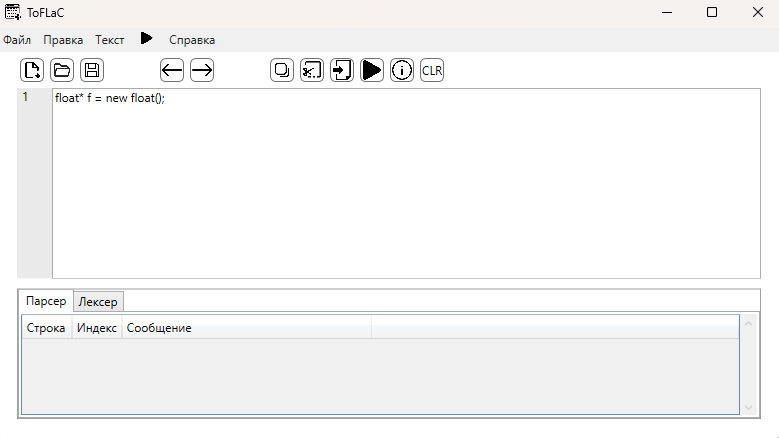 ToFLaC
Файл Правка Текст Справка
CLR
1 float* f = new float();
Парсер Лексер
Строка Индекс Сообщение